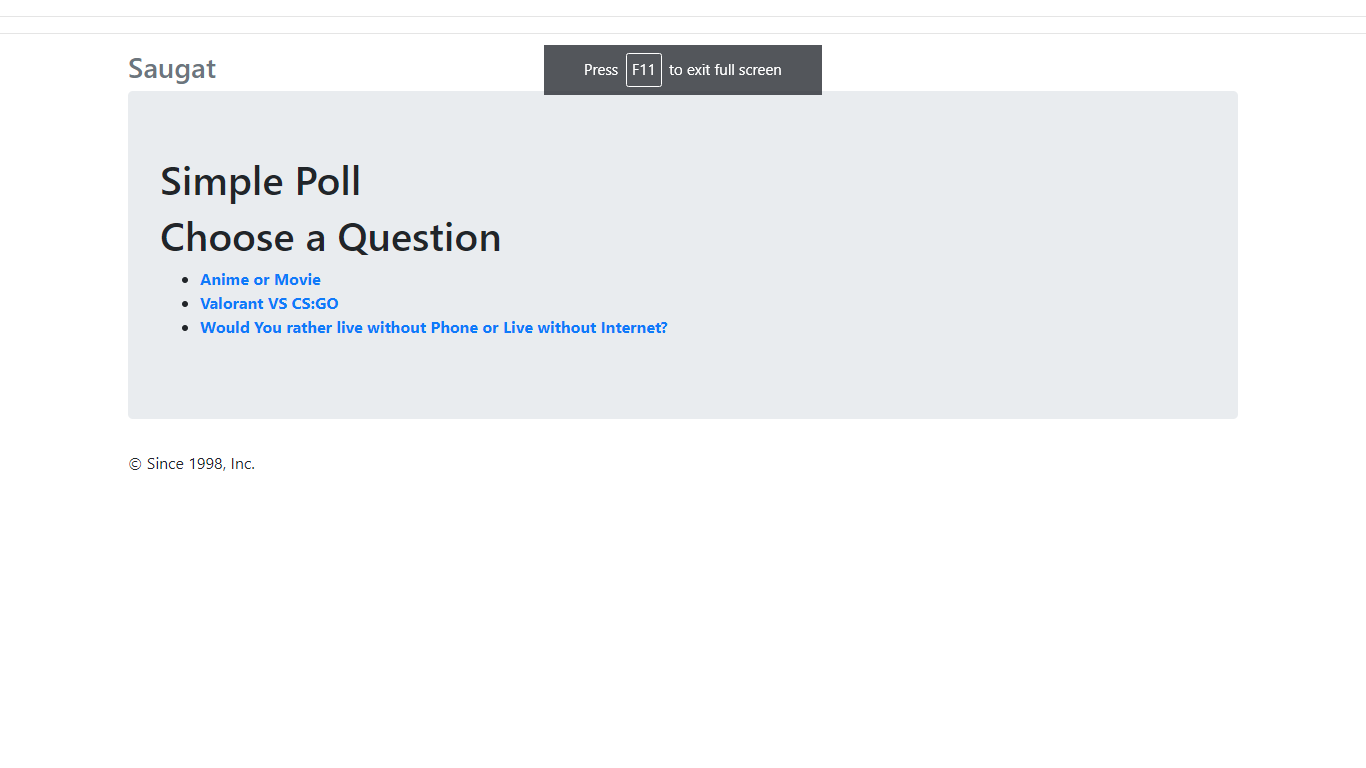 Saugat
Press F11 to exit full screen
Simple Poll
Choose a Question
Anime or Movie
Valorant VS CS:GO
Would You rather live without Phone or Live without Internet?
© Since 1998, Inc.